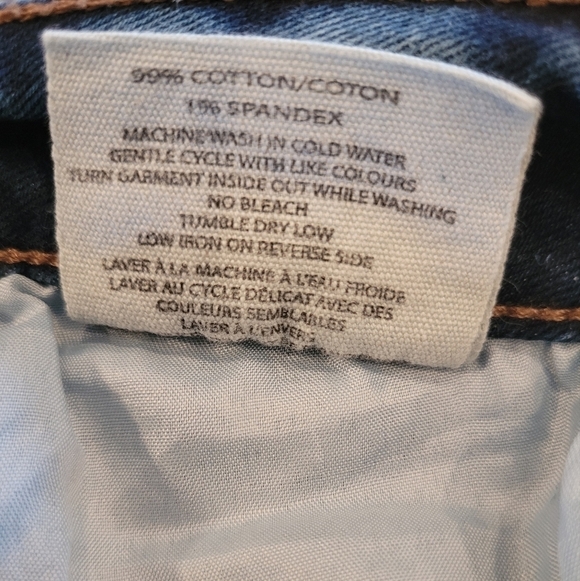 99% COTTON/COTON
1% SPANDEX
MACHINE WASH IN COLD WATER
GENTLE CYCLE WITH LIKE COLOURS
TURN GARMENT INSIDE OUT WHILE WASHING
NO BLEACH
TUMBLE DRY LOW
LOW IRON ON REVERSE SIDE
LAVER À LA MACHINE À L'EAU FROIDE
LAVER AU CYCLE DÉLICAT AVEC DES
COULEURS SEMBLABLES
LAVER À L'ENVERS